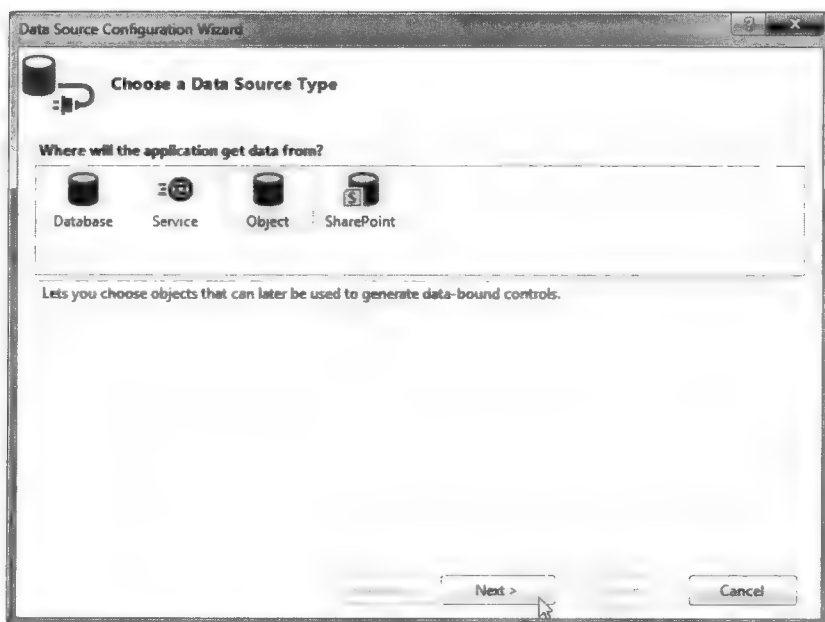 Data Source Configuration Wizard
Choose a Data Source Type
Where will the application get data from?
Database Service Object SharePoint
Lets you choose objects that can later be used to generate data-bound controls.
Next > Cancel